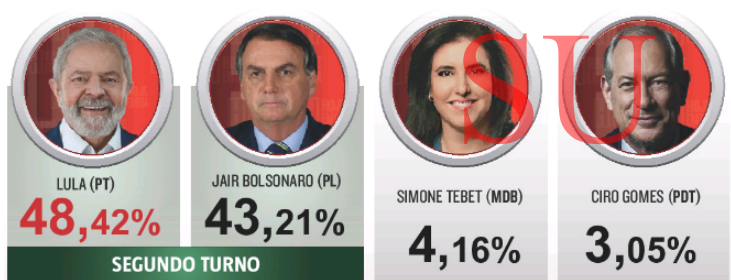 SU
LULA (PT)
48,42%
JAIR BOLSONARO (PL)
43,21%
SIMONE TEBET (MDB)
4,16%
CIRO GOMES (PDT)
3,05%
SEGUNDO TURNO